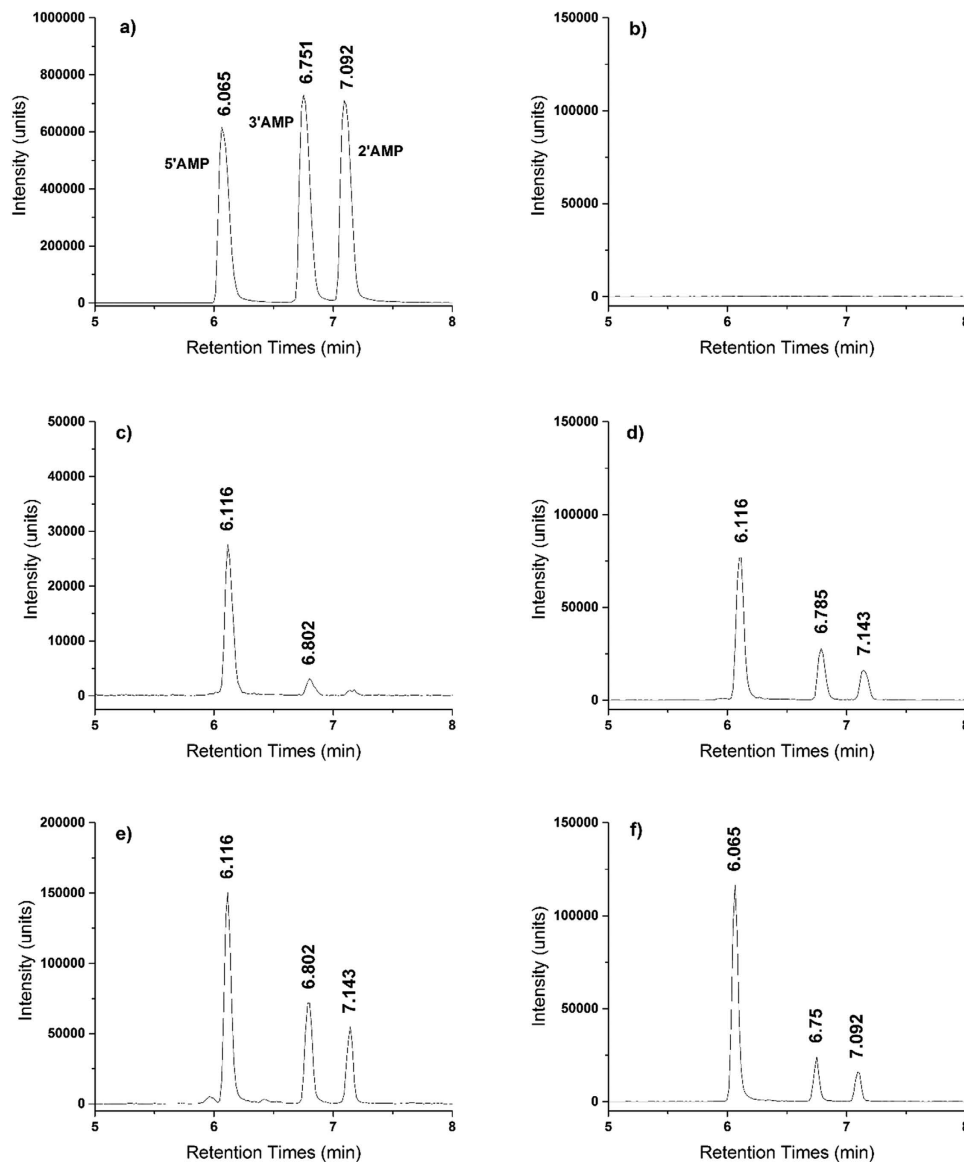 a)
1000000
800000
600000
400000
200000
0
Intensity (units)
6.065
6.751
7.092
5'AMP
3'AMP
2'AMP
5 6 7 8
Retention Times (min)
b)
150000
100000
50000
0
Intensity (units)
5 6 7 8
Retention Times (min)
c)
50000
40000
30000
20000
10000
0
Intensity (units)
6.116
6.802
5 6 7 8
Retention Times (min)
d)
150000
100000
50000
0
Intensity (units)
6.116
6.785
7.143
5 6 7 8
Retention Times (min)
e)
200000
150000
100000
50000
0
Intensity (units)
6.116
6.802
7.143
5 6 7 8
Retention Times (min)
f)
150000
100000
50000
0
Intensity (units)
6.065
6.75
7.092
5 6 7 8
Retention Times (min)